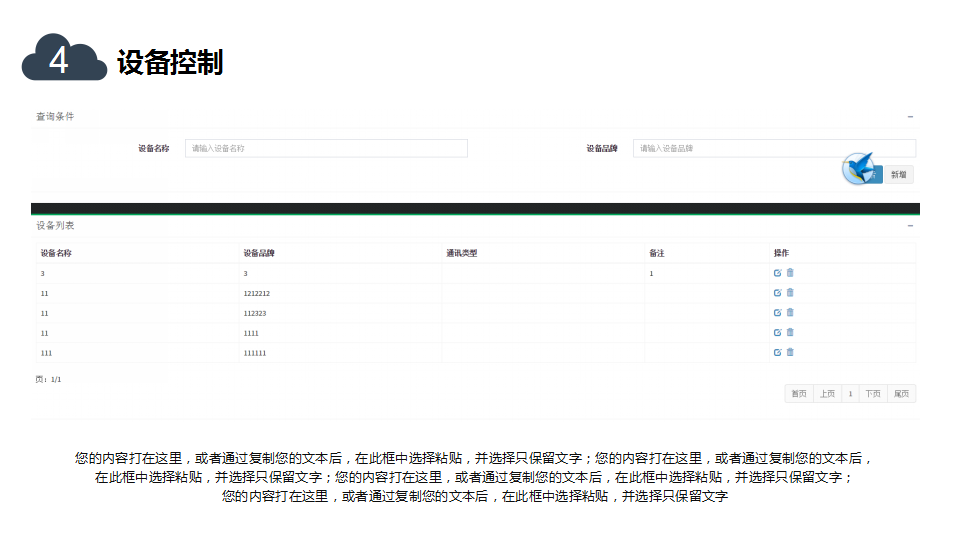 4
设备控制
查询条件
设备名称 请输入设备名称 设备品牌 请输入设备品牌
新增
设备列表
设备名称 设备品牌 通讯类型 备注 操作
3 3 1
11 1212212
11 112323
11 1111
111 111111
页：1/1
首页 上页 1 下页 尾页
您的内容打在这里，或者通过复制您的文本后，在此框中选择粘贴，并选择只保留文字；您的内容打在这里，或者通过复制您的文本后，
在此框中选择粘贴，并选择只保留文字；您的内容打在这里，或者通过复制您的文本后，在此框中选择粘贴，并选择只保留文字；
您的内容打在这里，或者通过复制您的文本后，在此框中选择粘贴，并选择只保留文字